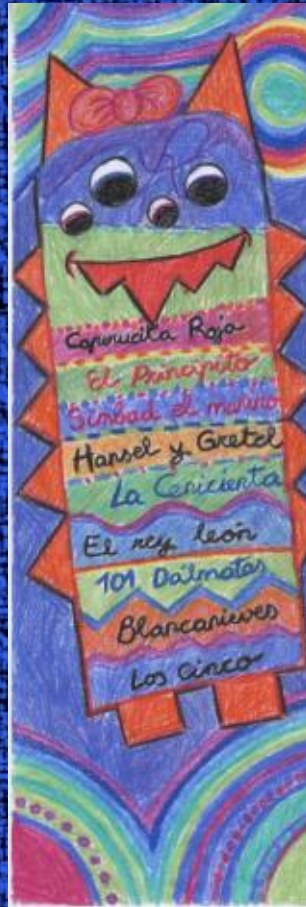 Caperucita Roja
El Principito
Simbad el marino
Hansel y Gretel
La Cenicienta
El rey león
101 Dálmatas
Blancanieves
Los Cinco